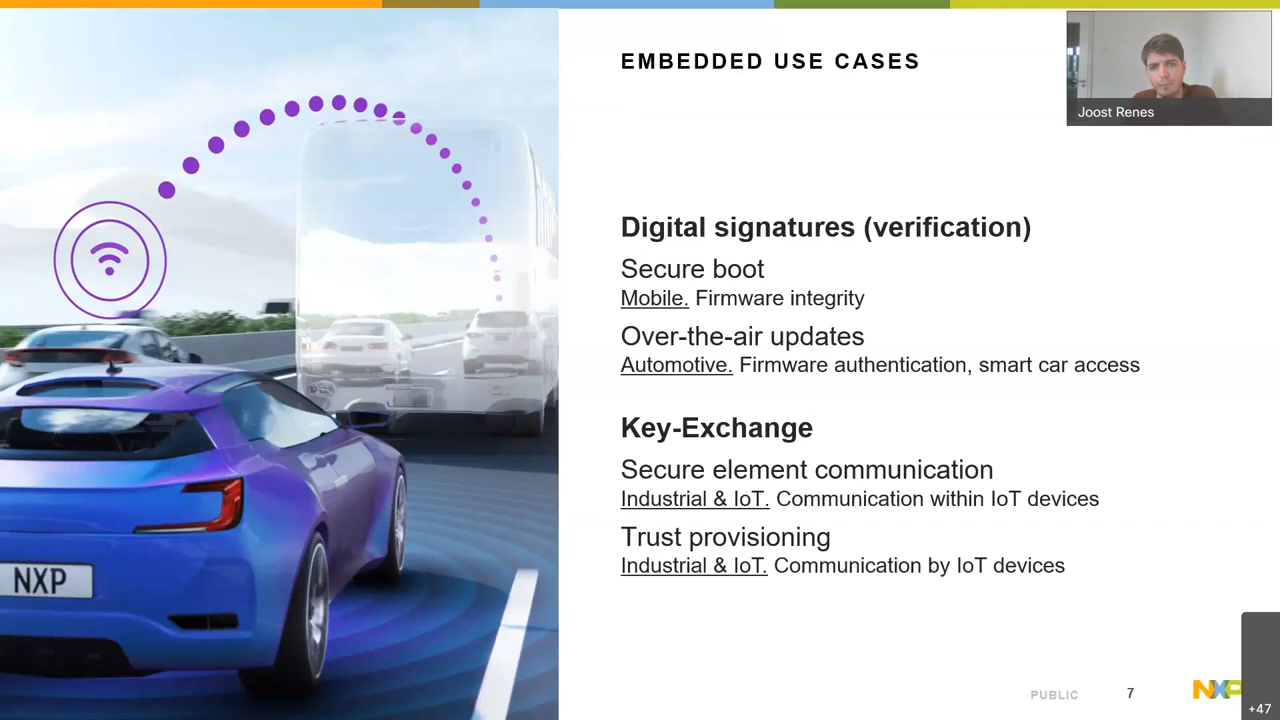 EMBEDDED USE CASES
Joost Renes
Digital signatures (verification)
Secure boot
Mobile. Firmware integrity
Over-the-air updates
Automotive. Firmware authentication, smart car access
Key-Exchange
Secure element communication
Industrial & IoT. Communication within IoT devices
Trust provisioning
Industrial & IoT. Communication by IoT devices
NXP
PUBLIC
7
NXP
+47